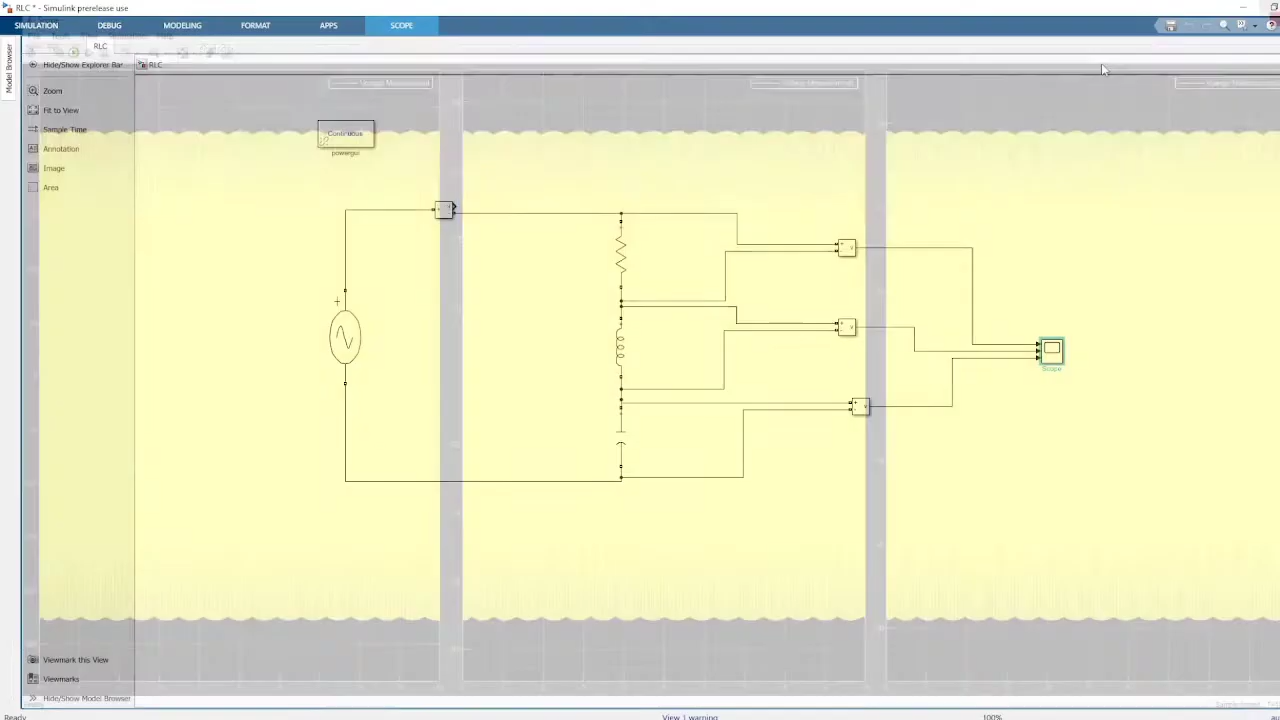 RLC * - Simulink prerelease use
SIMULATION DEBUG MODELING FORMAT APPS SCOPE
RLC
Model Browser
Hide/Show Explorer Bar
RLC
Zoom
Fit to View
Sample Time
Annotation
Image
Area
Continuous
powergui
Scope
Viewmark this View
Viewmarks
Hide/Show Model Browser
Ready
View 1 warning
100%